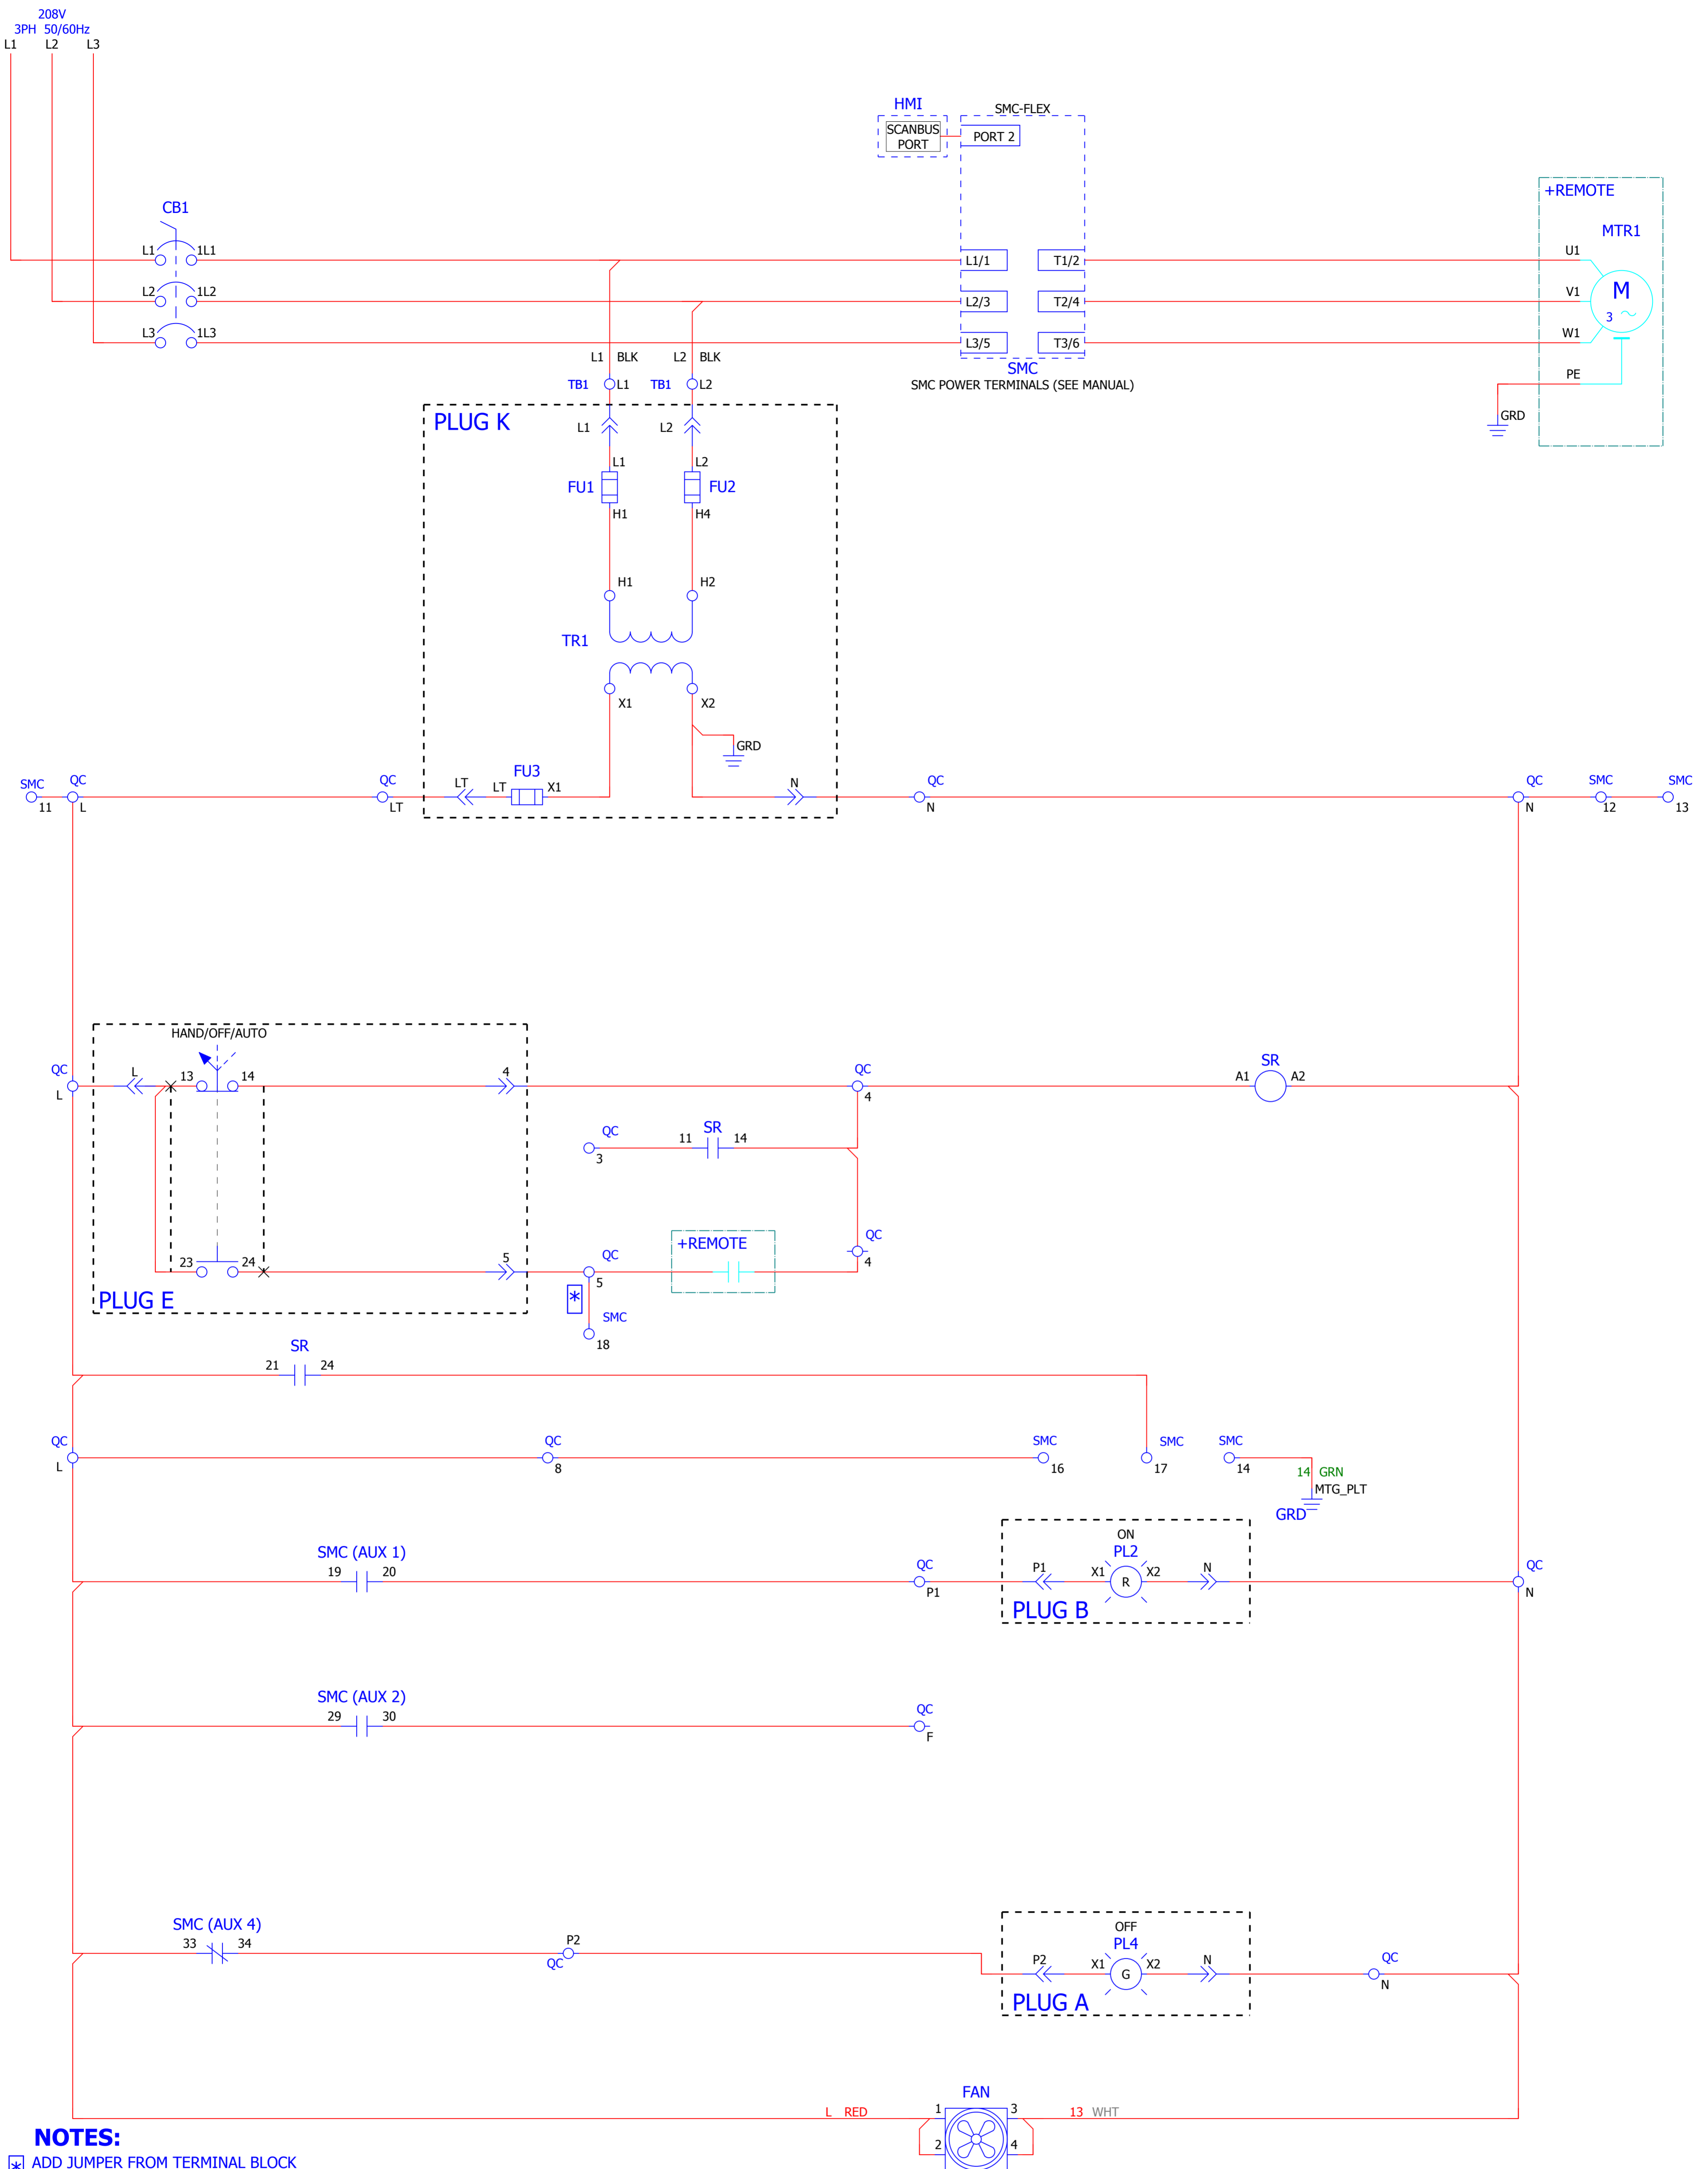 208V
3PH 50/60Hz
L1 L2 L3
HMI
SCANBUS
PORT
SMC-FLEX
PORT 2
+REMOTE
MTR1
CB1
L1 1L1
L2 1L2
L3 1L3
L1/1 T1/2
L2/3 T2/4
L3/5 T3/6
U1
V1
W1
PE
M
3
GRD
SMC
SMC POWER TERMINALS (SEE MANUAL)
L1 BLK L2 BLK
TB1 L1 TB1 L2
PLUG K
L1 L2
L1 L2
FU1 FU2
H1 H4
H1 H2
TR1
X1 X2
GRD
SMC QC QC LT LT FU3 X1 N QC QC SMC SMC
11 L LT N N 12 13
HAND/OFF/AUTO
QC L 13 14 4 QC SR
L 4 A1 A2
QC SR
3 11 14
+REMOTE
QC
4
23 24 5 QC
5
PLUG E
*
SMC
18
SR
21 24
QC QC SMC SMC SMC
L 8 16 17 14
14 GRN
MTG_PLT
GRD
SMC (AUX 1)
19 20
QC
P1
ON
PL2
P1 X1 R X2 N
PLUG B
QC
N
SMC (AUX 2)
29 30
QC
F
SMC (AUX 4)
33 34
P2
QC
OFF
PL4
P2 X1 G X2 N
PLUG A
QC
N
FAN
L RED 1 3 13 WHT
2 4
NOTES:
* ADD JUMPER FROM TERMINAL BLOCK